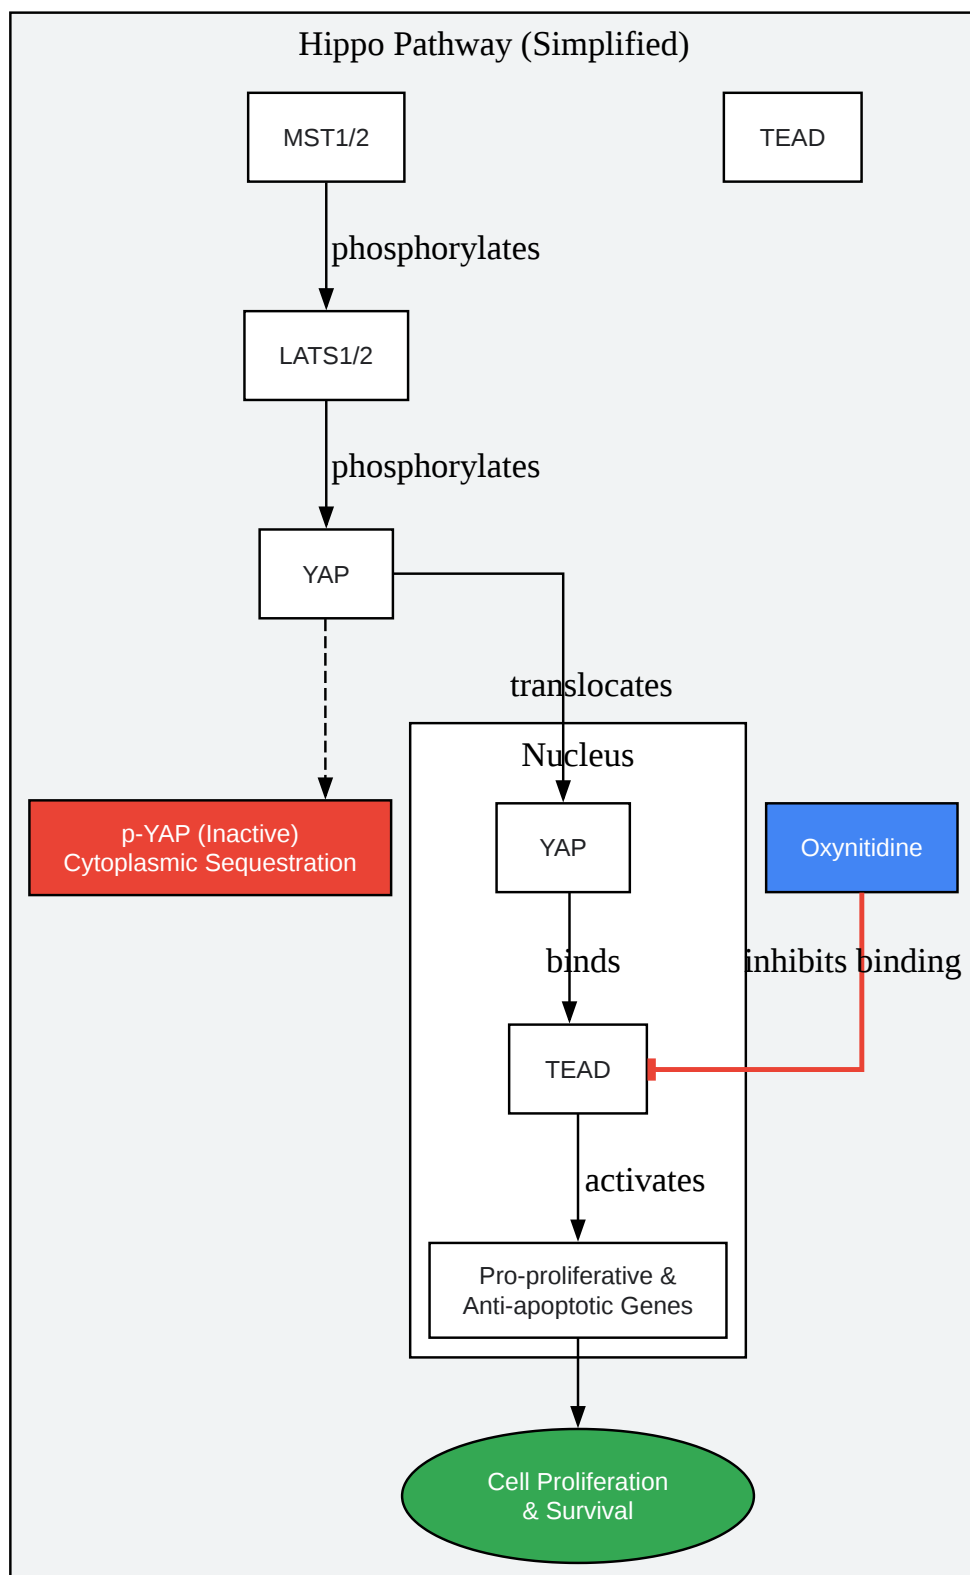 Hippo Pathway (Simplified)
MST1/2
TEAD
phosphorylates
LATS1/2
phosphorylates
YAP
translocates
Nucleus
p-YAP (Inactive)
Cytoplasmic Sequestration
YAP
Oxynitidine
binds
inhibits binding
TEAD
activates
Pro-proliferative &
Anti-apoptotic Genes
Cell Proliferation
& Survival